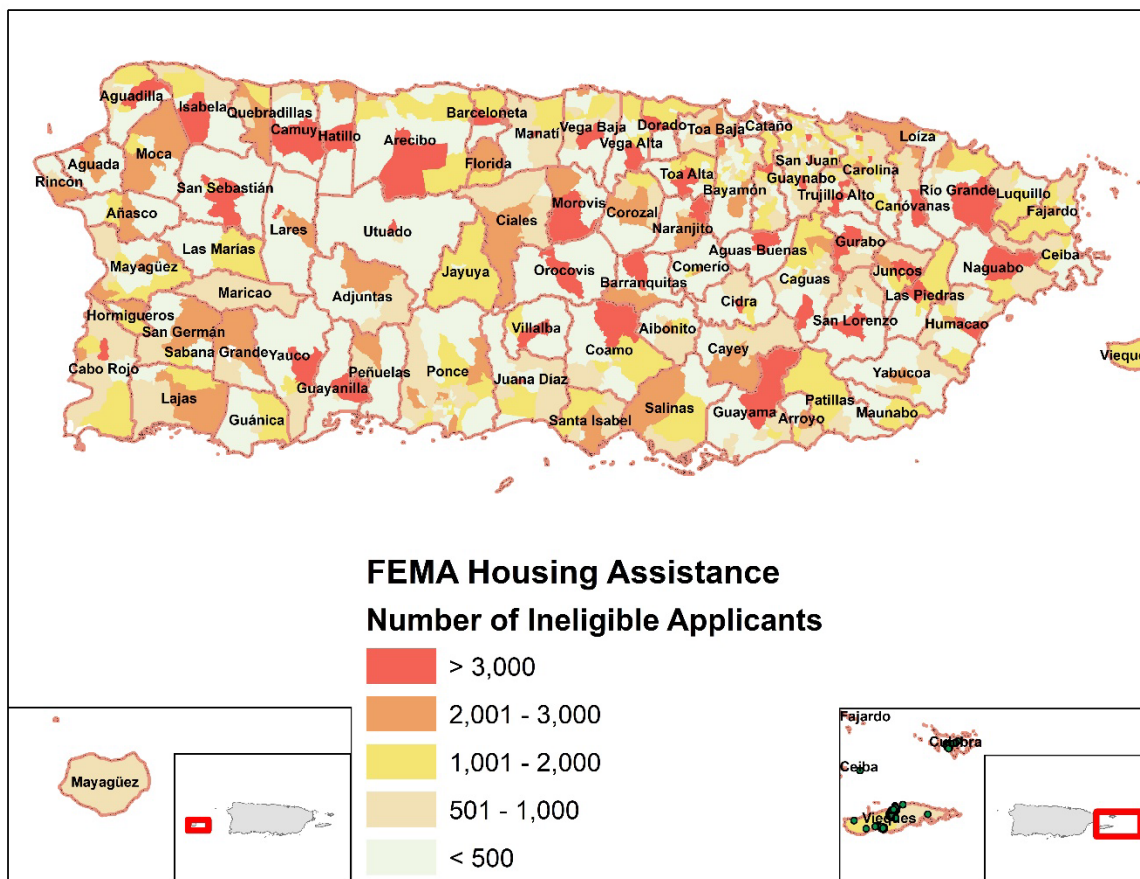 Aguadilla
Isabela
Quebradillas
Camuy
Hatillo
Arecibo
Barceloneta
Manatí
Vega Baja
Vega Alta
Dorado
Toa Baja
Cataño
Loíza
Aguada
Moca
Rincón
San Sebastián
Florida
Toa Alta
Bayamón
San Juan
Guaynabo
Carolina
Trujillo Alto
Canóvanas
Río Grande
Luquillo
Fajardo
Añasco
Lares
Utuado
Ciales
Morovis
Corozal
Naranjito
Las Marías
Mayagüez
Jayuya
Orocovis
Barranquitas
Comerío
Aguas Buenas
Gurabo
Caguas
Juncos
Naguabo
Ceiba
Maricao
Adjuntas
Cidra
Las Piedras
Hormigueros
San Germán
Sabana Grande
Yauco
Villalba
Coamo
Aibonito
San Lorenzo
Humacao
Cabo Rojo
Guayanilla
Peñuelas
Ponce
Juana Díaz
Cayey
Yabucoa
Lajas
Guánica
Santa Isabel
Salinas
Guayama
Arroyo
Patillas
Maunabo
Vieque
FEMA Housing Assistance
Number of Ineligible Applicants
> 3,000
2,001 - 3,000
1,001 - 2,000
501 - 1,000
< 500
Mayagüez
Fajardo
Culebra
Ceiba
Vieques